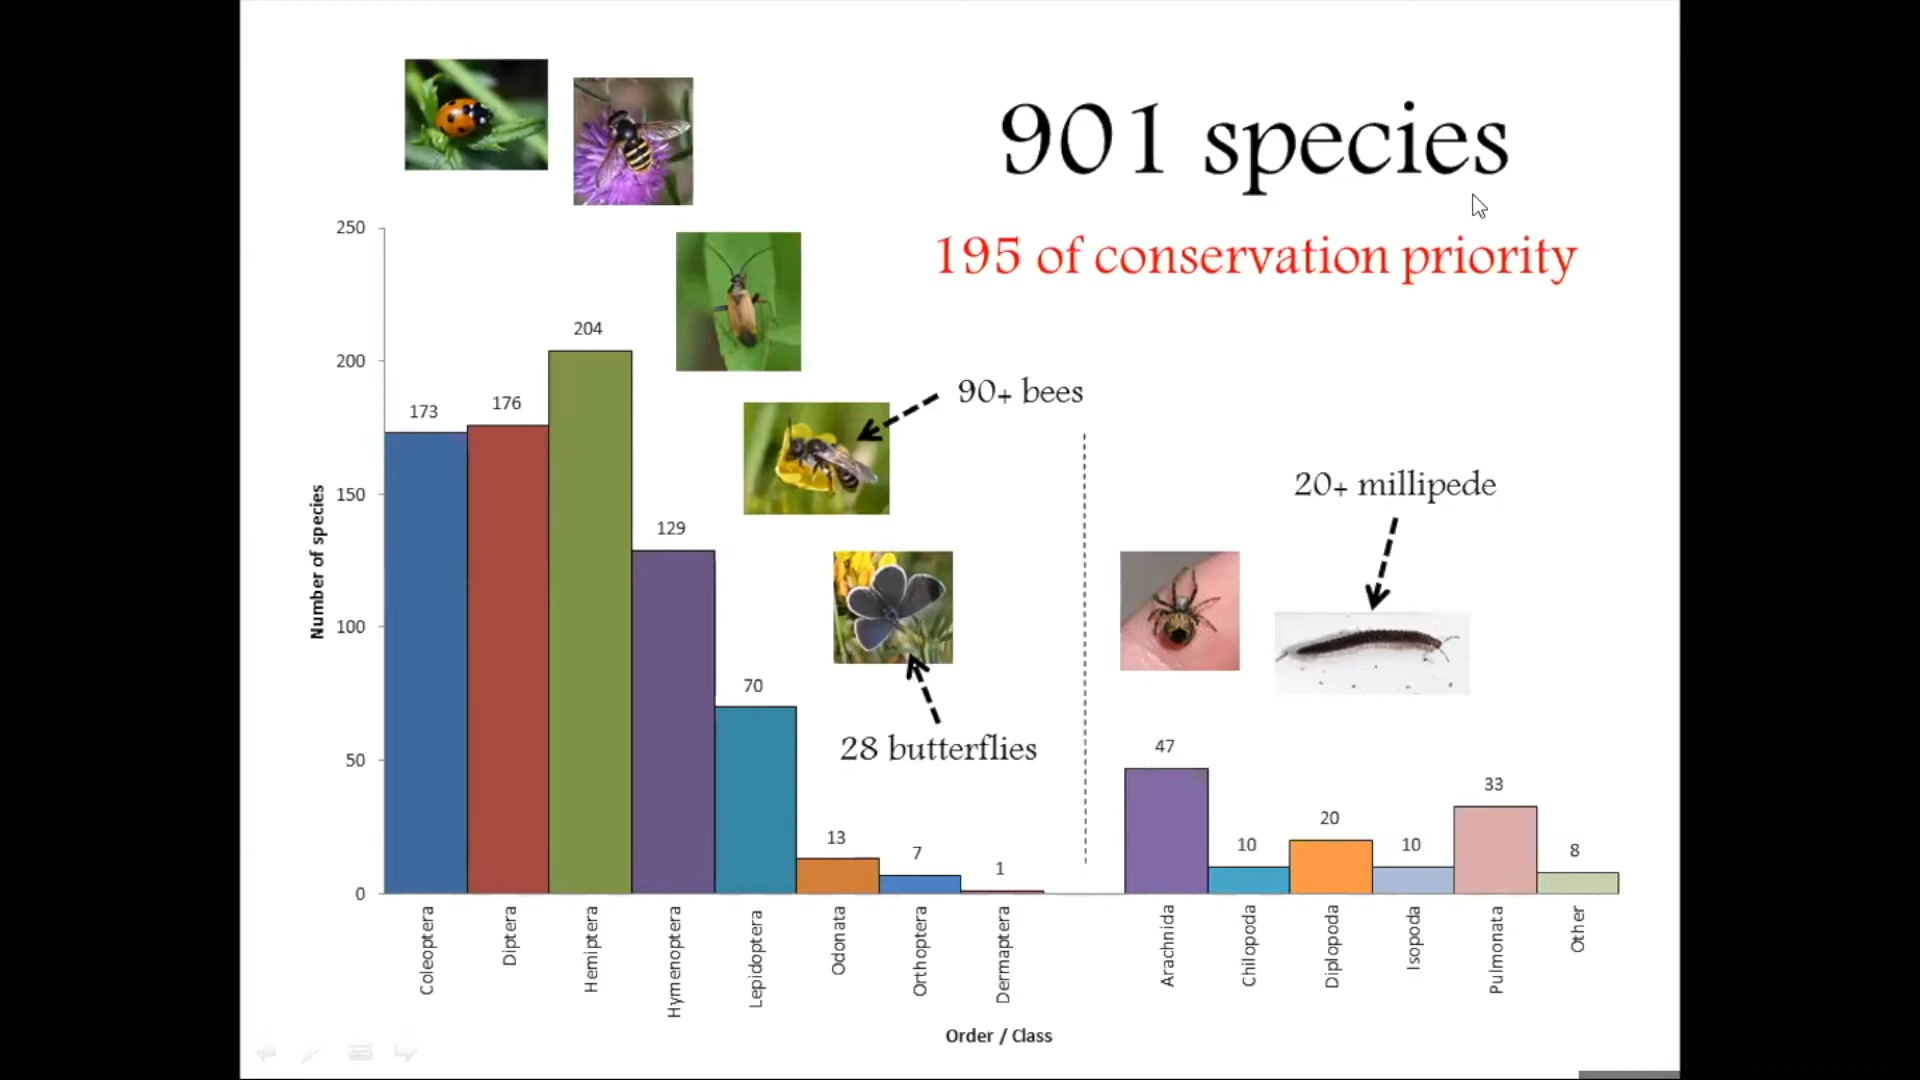 901 species
195 of conservation priority
250
200
150
100
50
0
Number of species
173
176
204
129
70
13
7
1
47
10
20
10
33
8
90+ bees
28 butterflies
20+ millipede
Coleoptera
Diptera
Hemiptera
Hymenoptera
Lepidoptera
Odonata
Orthoptera
Dermaptera
Arachnida
Chilopoda
Diplopoda
Isopoda
Pulmonata
Other
Order / Class